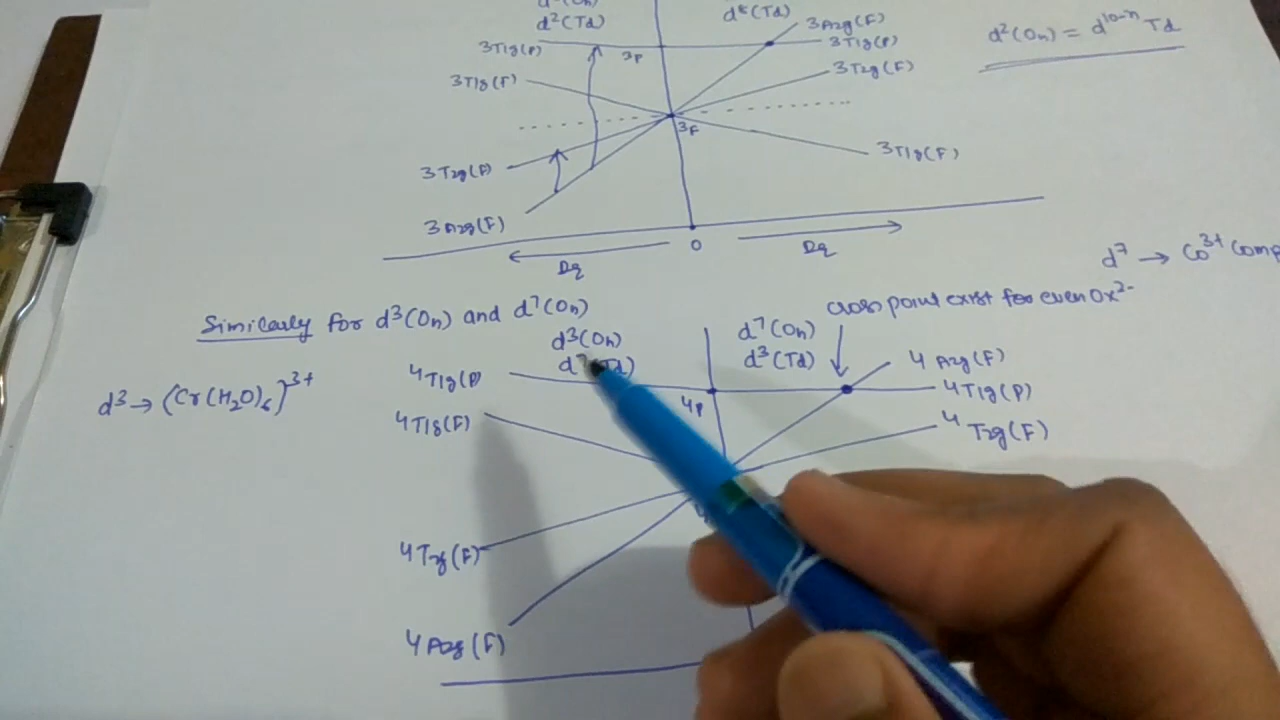 d²(Td)
d⁸(Td)
3A2g(F)
3T1g(P)
3P
3T1g(P)
d²(Oh) = d¹⁰⁻ⁿ Td
3T1g(F)
3T2g(F)
3F
3T1g(F)
3T2g(F)
3A2g(F)
0
Dq
Dq
d⁷ → Co³⁺ Comp
Similarly for d³(Oh) and d⁷(Oh)
cross point exist for even Ox²⁻
d³(Oh)
d⁷(Oh)
d³(Td)
4A2g(F)
4T1g(P)
4P
4T1g(P)
d³ → (Cr(H₂O)₆]³⁺
4T1g(F)
4T2g(F)
4T2g(F)
4A2g(F)